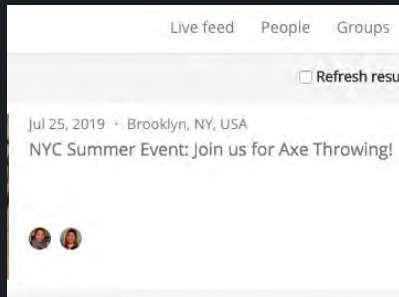 Live feed People Groups
Refresh resu
Jul 25, 2019 · Brooklyn, NY, USA
NYC Summer Event: Join us for Axe Throwing!